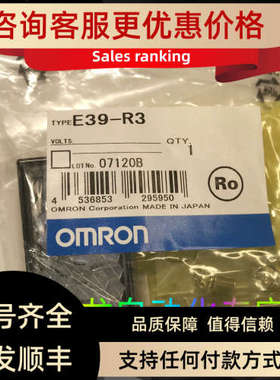 咨询客服更优惠价格
Sales ranking
TYPE E39-R3
VOLTS. QTY.
1
LOT No. 07120B
4 536853 295950
OMRON Corporation MADE IN JAPAN
Ro
OMRON
号齐全
品质保障 值得信赖
发顺丰
支持任何付款方式